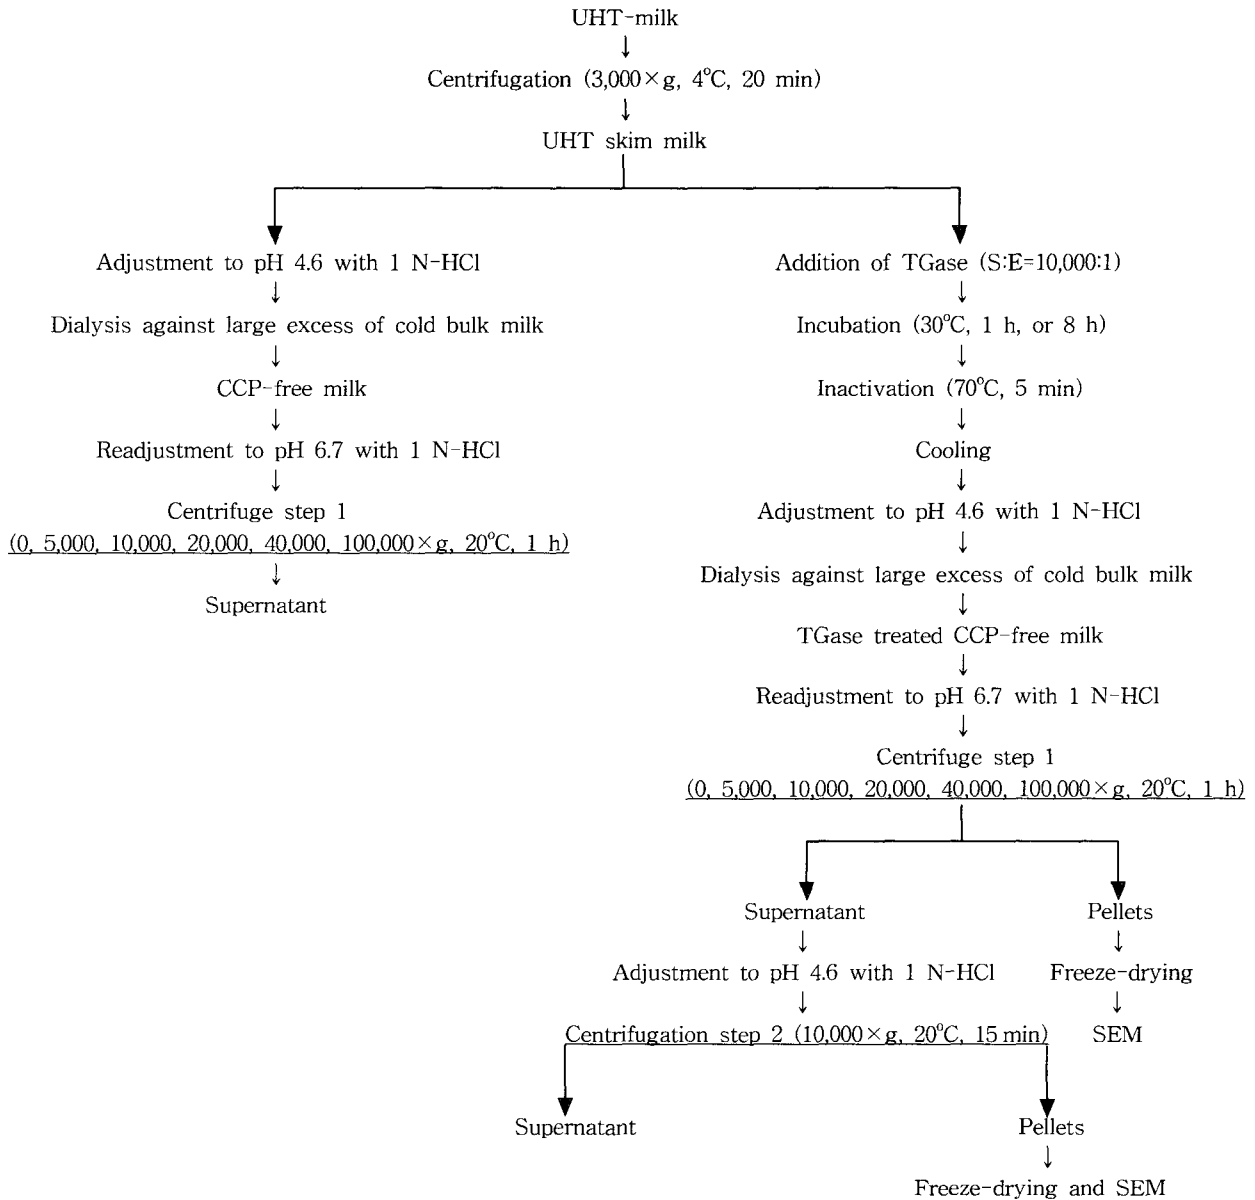 UHT-milk
Centrifugation (3,000×g, 4°C, 20 min)
UHT skim milk
Adjustment to pH 4.6 with 1 N-HCl
Dialysis against large excess of cold bulk milk
CCP-free milk
Readjustment to pH 6.7 with 1 N-HCl
Centrifuge step 1
(0, 5,000, 10,000, 20,000, 40,000, 100,000×g, 20°C, 1 h)
Supernatant
Addition of TGase (S:E=10,000:1)
Incubation (30°C, 1 h, or 8 h)
Inactivation (70°C, 5 min)
Cooling
Adjustment to pH 4.6 with 1 N-HCl
Dialysis against large excess of cold bulk milk
TGase treated CCP-free milk
Readjustment to pH 6.7 with 1 N-HCl
Centrifuge step 1
(0, 5,000, 10,000, 20,000, 40,000, 100,000×g, 20°C, 1 h)
Supernatant
Adjustment to pH 4.6 with 1 N-HCl
Centrifugation step 2 (10,000×g, 20°C, 15 min)
Supernatant
Pellets
Freeze-drying and SEM
Pellets
Freeze-drying
SEM